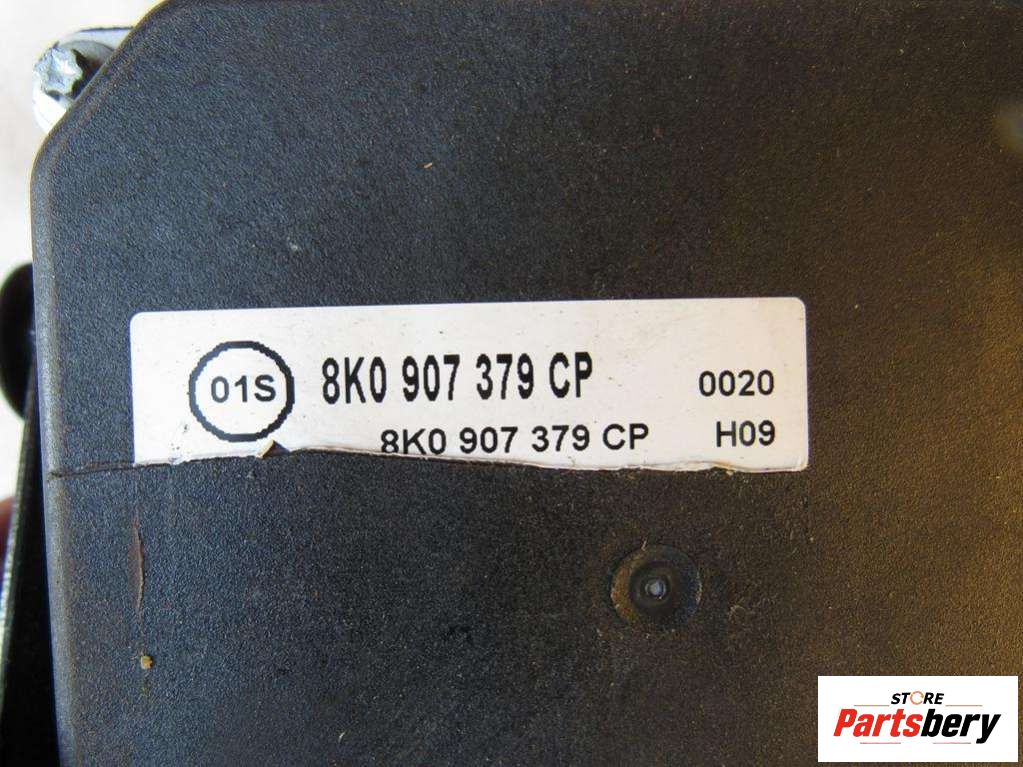 01S 8K0 907 379 CP 0020
8K0 907 379 CP H09
STORE
Partsbery